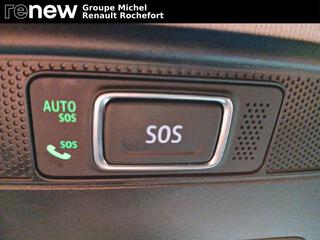 renew
Groupe Michel
Renault Rochefort
AUTO
SOS
SOS
SOS